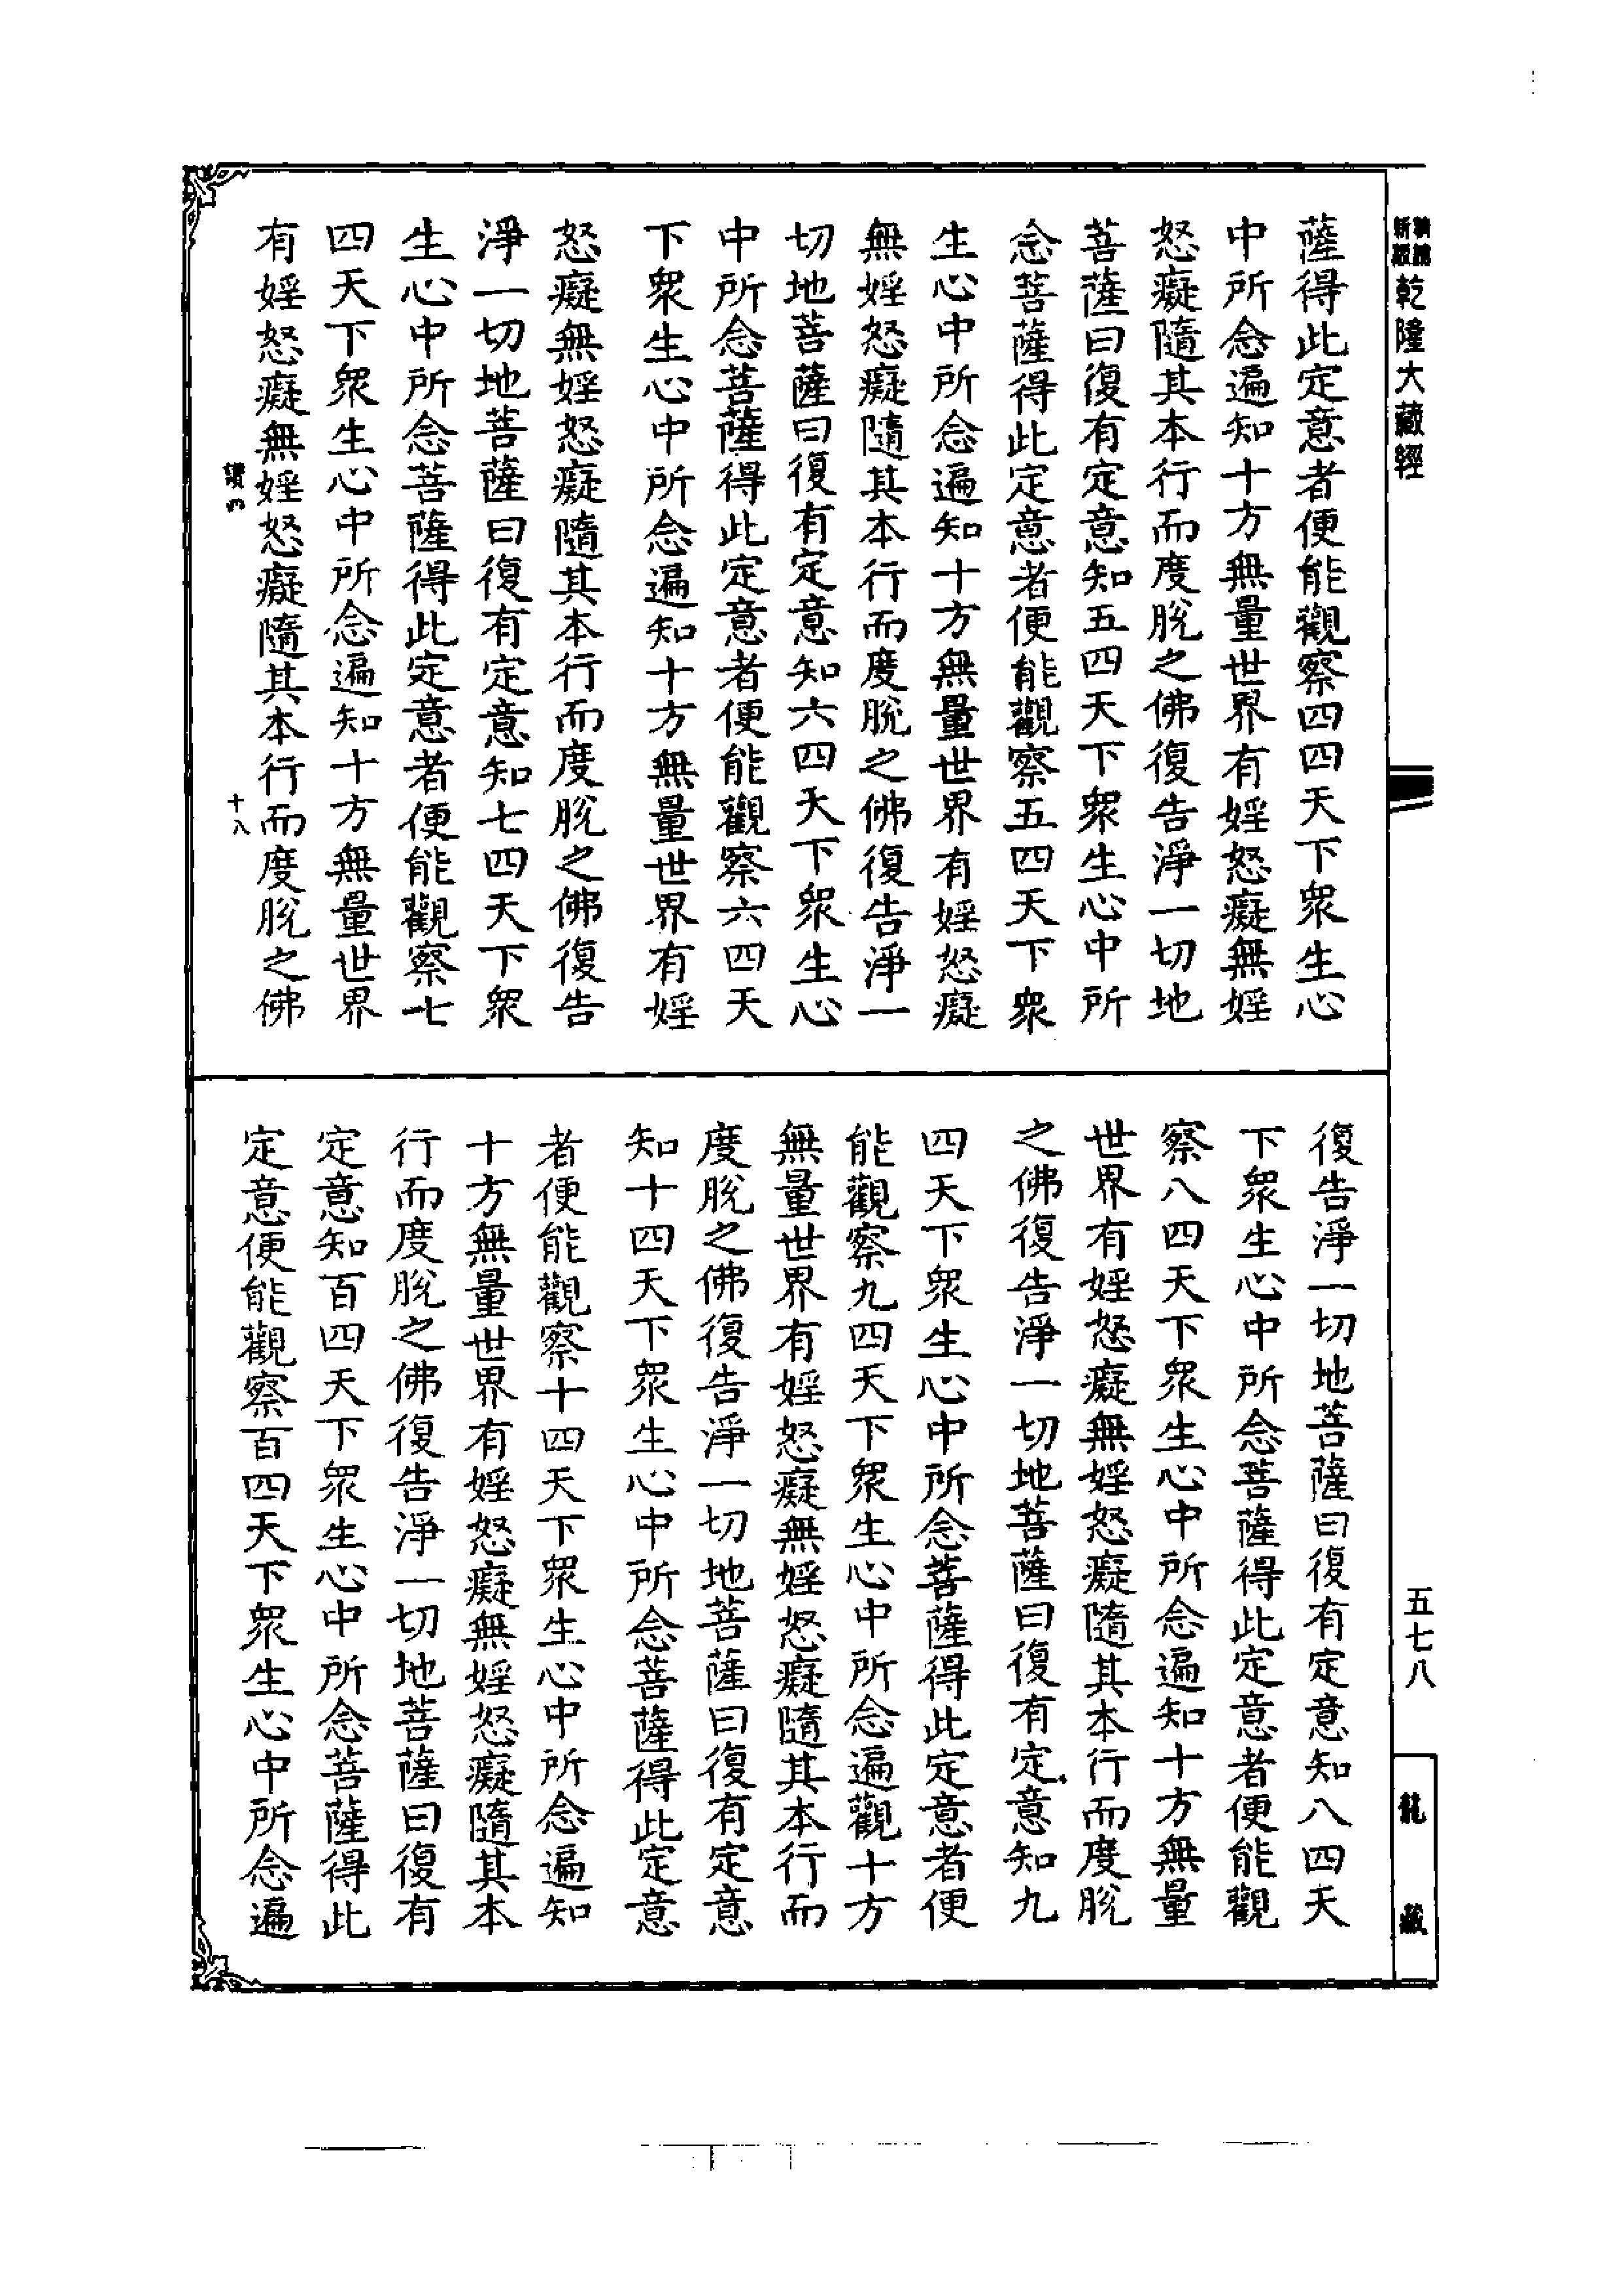 乾隆大藏經
薩得此定意者便能觀察四四天下衆生心
中所念遍知十方無量世界有婬怒癡無婬
怒癡隨其本行而度脫之佛復告淨一切地
菩薩曰復有定意知五四天下衆生心中所
念菩薩得此定意者便能觀察五四天下衆
生心中所念遍知十方無量世界有婬怒癡
無婬怒癡隨其本行而度脫之佛復告淨一
切地菩薩曰復有定意知六四天下衆生心
中所念菩薩得此定意者便能觀察六四天
下衆生心中所念遍知十方無量世界有婬
怒癡無婬怒癡隨其本行而度脫之佛復告
淨一切地菩薩曰復有定意知七四天下衆
生心中所念菩薩得此定意者便能觀察七
四天下衆生心中所念遍知十方無量世界
有婬怒癡無婬怒癡隨其本行而度脫之佛
十八
復告淨一切地菩薩曰復有定意知八四天
下衆生心中所念菩薩得此定意者便能觀
察八四天下衆生心中所念遍知十方無量
世界有婬怒癡無婬怒癡隨其本行而度脫
之佛復告淨一切地菩薩曰復有定意知九
四天下衆生心中所念菩薩得此定意者便
能觀察九四天下衆生心中所念遍觀十方
無量世界有婬怒癡無婬怒癡隨其本行而
度脫之佛復告淨一切地菩薩曰復有定意
知十四天下衆生心中所念菩薩得此定意
者便能觀察十四天下衆生心中所念遍知
十方無量世界有婬怒癡無婬怒癡隨其本
行而度脫之佛復告淨一切地菩薩曰復有
定意知百四天下衆生心中所念菩薩得此
定意便能觀察百四天下衆生心中所念遍
五七八
龍藏